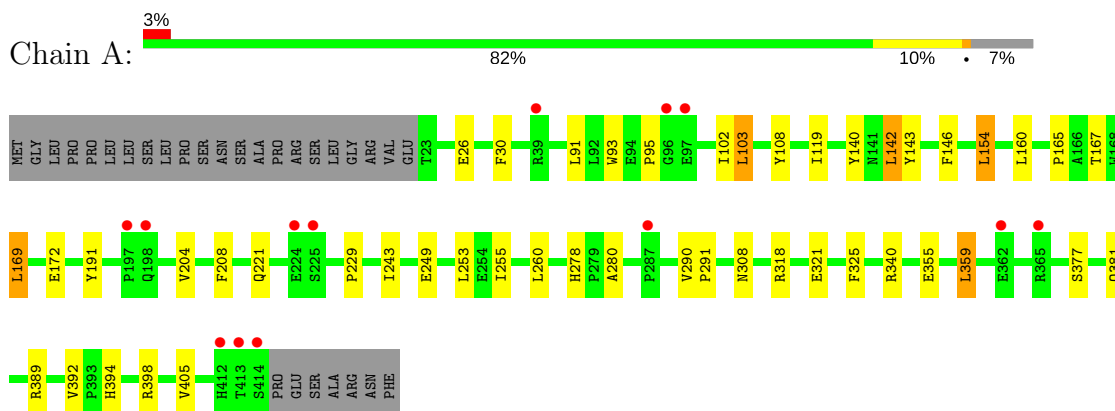 3%
Chain A:
82% 10% • 7%
MET GLY LEU PRO PRO LEU LEU SER LEU PRO SER ASN SER ALA PRO ARG SER LEU GLY ARG VAL GLU T23 E26 F30 R39 L91 L92 W93 E94 P95 G96 E97 I102 L103 Y108 I119 Y140 N141 L142 Y143 F146 L154 L160 P165 A166 T167 H168
L169 E172 Y191 P197 Q198 V204 F208 Q221 E224 S225 P229 I243 E249 L253 E254 I255 L260 H278 P279 A280 P287 V290 P291 N308 R318 E321 F325 R340 E355 L359 E362 R365 S377 Q381
R389 V392 P393 H394 R398 V405 H412 T413 S414 PRO GLU SER ALA ARG ASN PHE